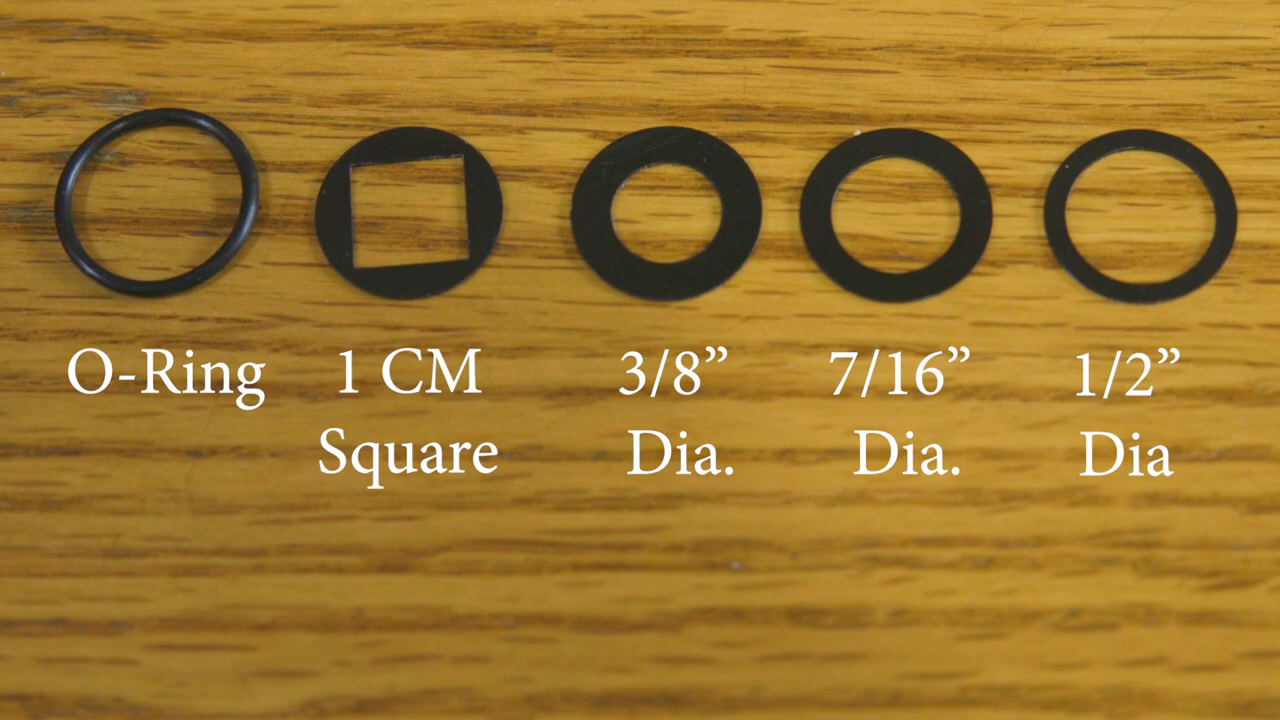 O-Ring
1 CM
Square
3/8”
Dia.
7/16”
Dia.
1/2”
Dia